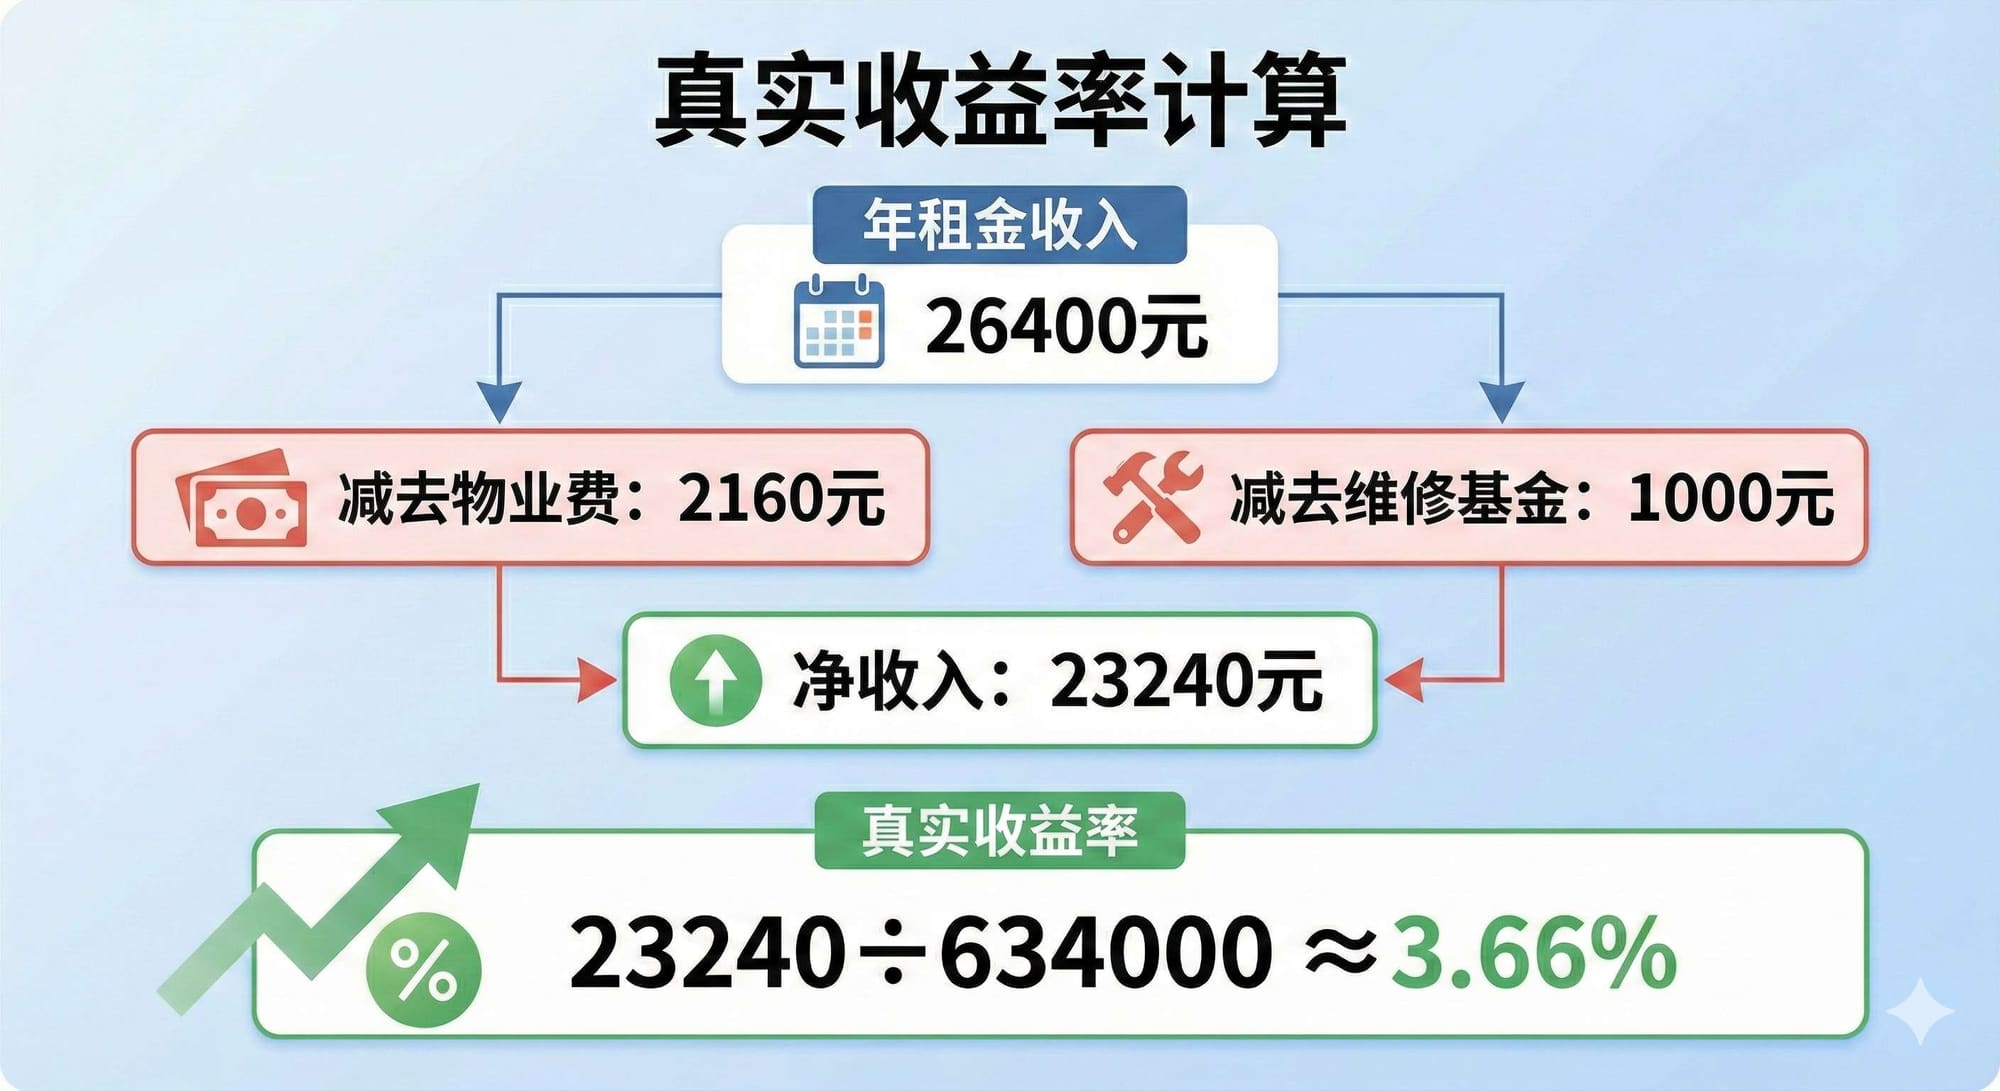 真实收益率计算
年租金收入
26400元
减去物业费：2160元
减去维修基金：1000元
净收入：23240元
真实收益率
%
23240÷634000≈3.66%